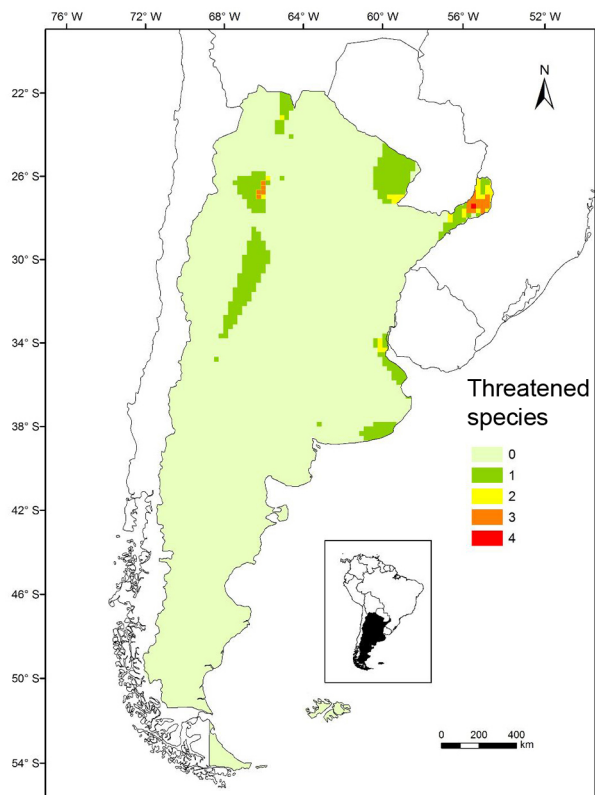 76° W 72° W 68° W 64° W 60° W 56° W 52° W
N
22° S
26° S
30° S
34° S
38° S
42° S
46° S
50° S
54° S
Threatened
species
0
1
2
3
4
0 200 400
km